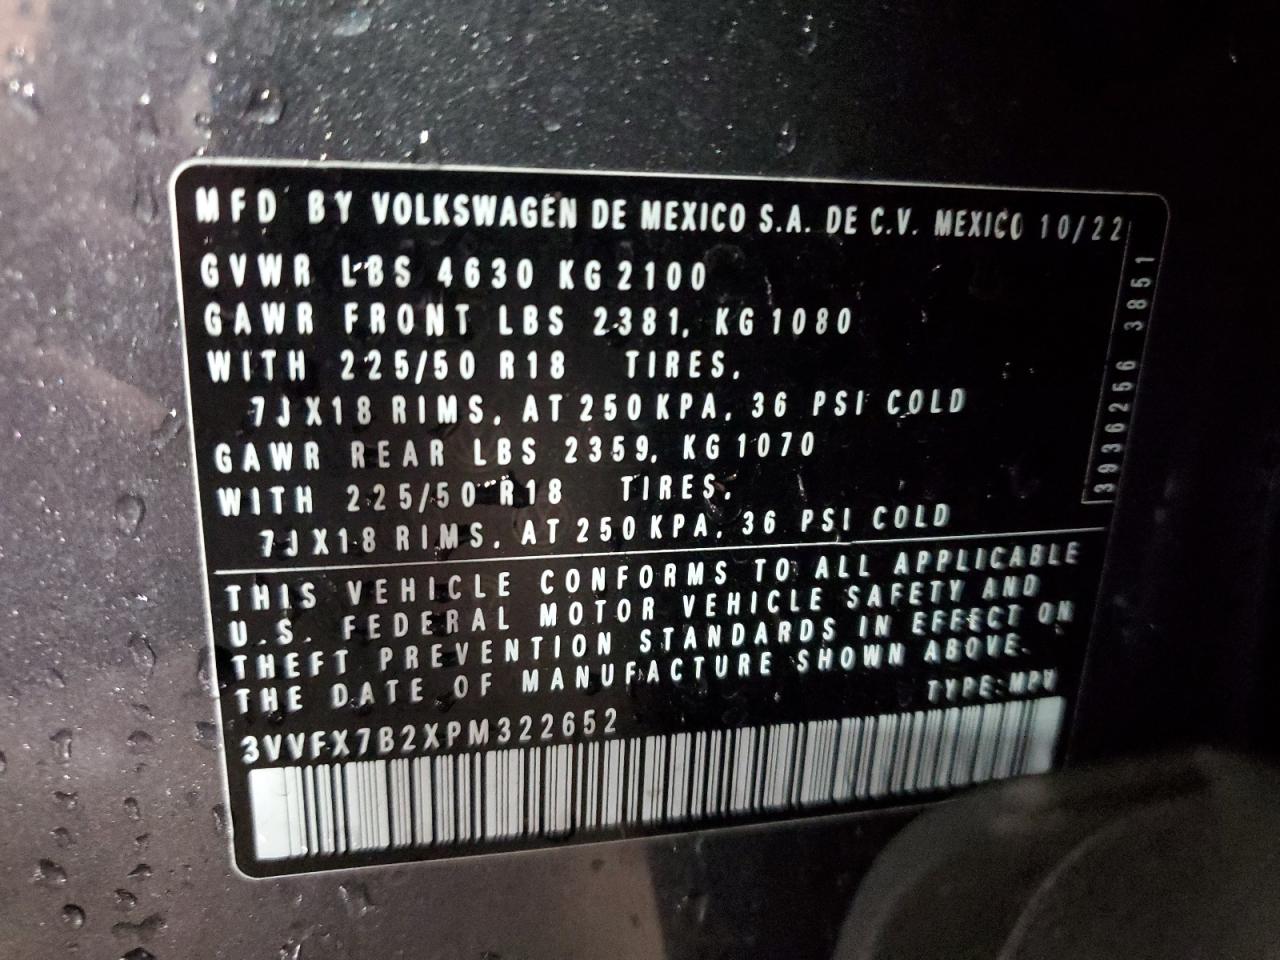 MFD BY VOLKSWAGEN DE MEXICO S.A. DE C.V. MEXICO 10/22
GVWR LBS 4630 KG 2100
GAWR FRONT LBS 2381, KG 1080
WITH 225/50 R18 TIRES,
7JX18 RIMS, AT 250 KPA, 36 PSI COLD
GAWR REAR LBS 2359, KG 1070
WITH 225/50 R18 TIRES,
7JX18 RIMS, AT 250 KPA, 36 PSI COLD
3936256 3851
THIS VEHICLE CONFORMS TO ALL APPLICABLE
U.S. FEDERAL MOTOR VEHICLE SAFETY AND
THEFT PREVENTION STANDARDS IN EFFECT ON
THE DATE OF MANUFACTURE SHOWN ABOVE.
TYPE: MPV
3VVFX7B2XPM322652